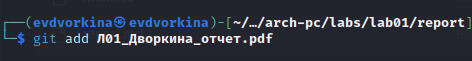 ┌──(evdvorkina㉿evdvorkina)-[~/…/arch-pc/labs/lab01/report]
└─$ git add Л01_Дворкина_отчет.pdf